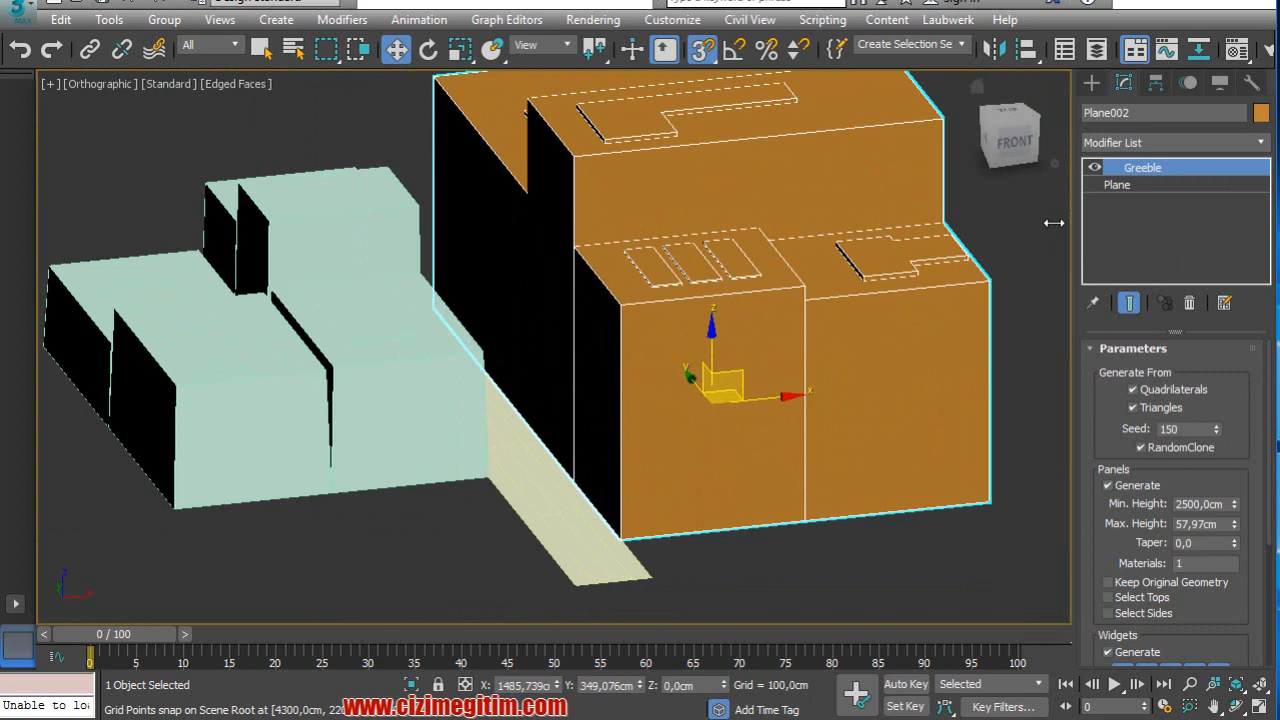 3
MAX
Edit Tools Group Views Create Modifiers Animation Graph Editors Rendering Customize Civil View Scripting Content Laubwerk Help
All View Create Selection Se
[+] [Orthographic ] [Standard ] [Edged Faces ]
FRONT
z
y
x
Plane002
Modifier List
Greeble
Plane
Parameters
Generate From
Quadrilaterals
Triangles
Seed: 150
RandomClone
Panels
Generate
Min. Height: 2500,0cm
Max. Height: 57,97cm
Taper: 0,0
Materials: 1
Keep Original Geometry
Select Tops
Select Sides
Widgets
Generate
< 0 / 100 >
0 5 10 15 20 25 30 35 40 45 50 55 60 65 70 75 80 85 90 95 100
1 Object Selected X: 1485,739c Y: 349,076cm Z: 0,0cm Grid = 100,0cm Auto Key Selected
Unable to lo Grid Points snap on Scene Root at [4300,0cm, 22 www.cizimegitim.com Add Time Tag Set Key Key Filters... 0